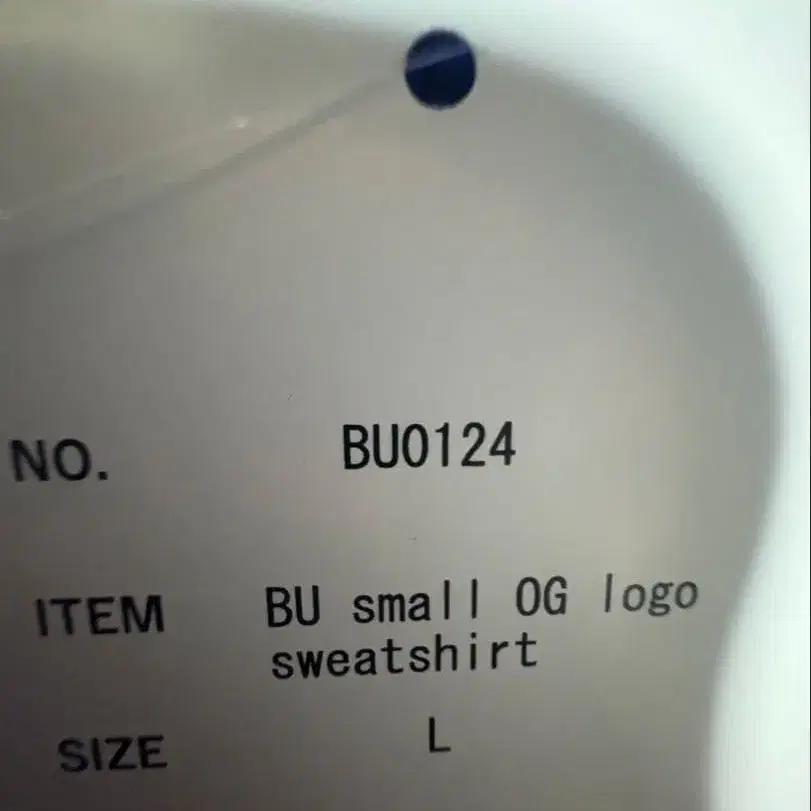 NO. BU0124
ITEM BU small OG logo
sweatshirt
SIZE L